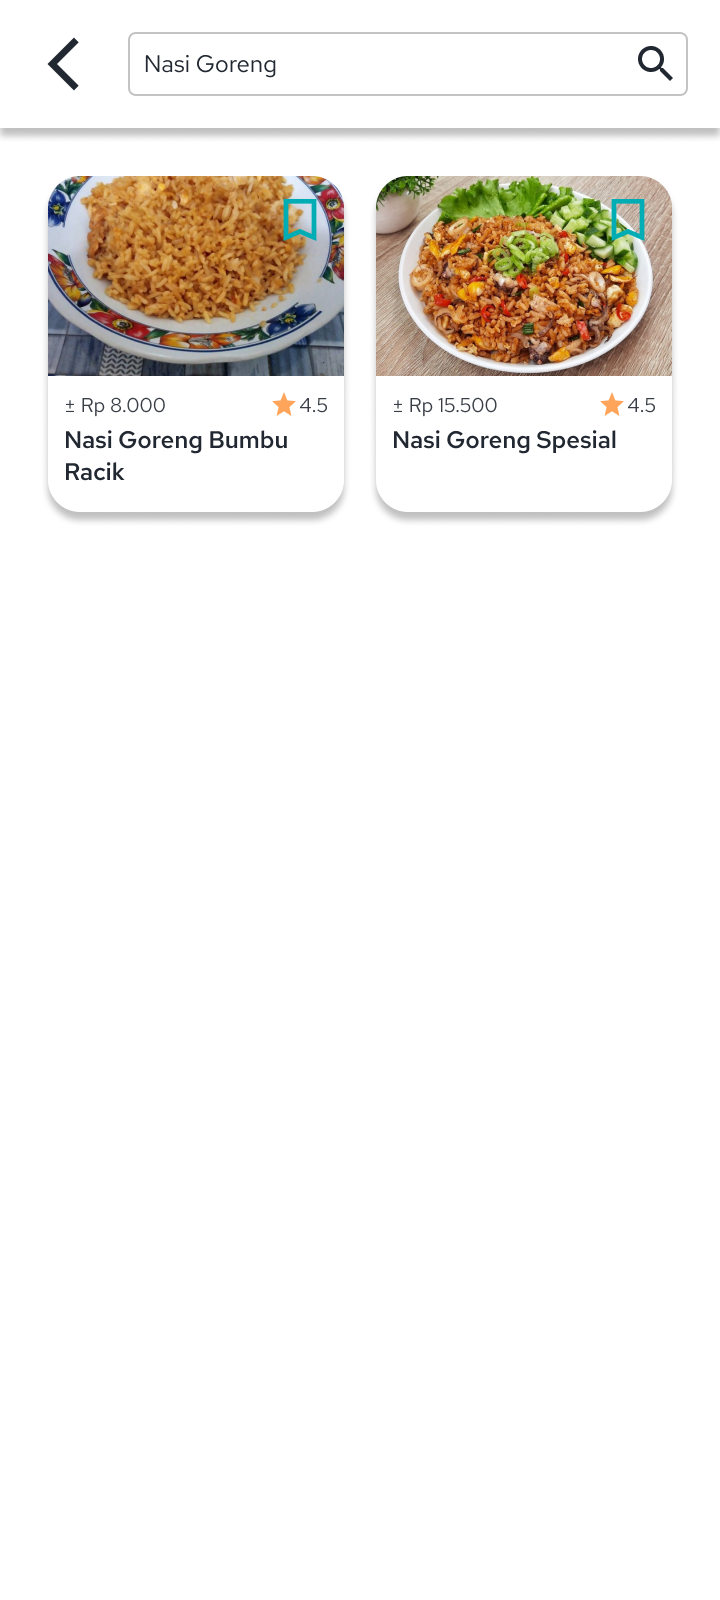 Nasi Goreng
± Rp 8.000
4.5
Nasi Goreng Bumbu
Racik
± Rp 15.500
4.5
Nasi Goreng Spesial